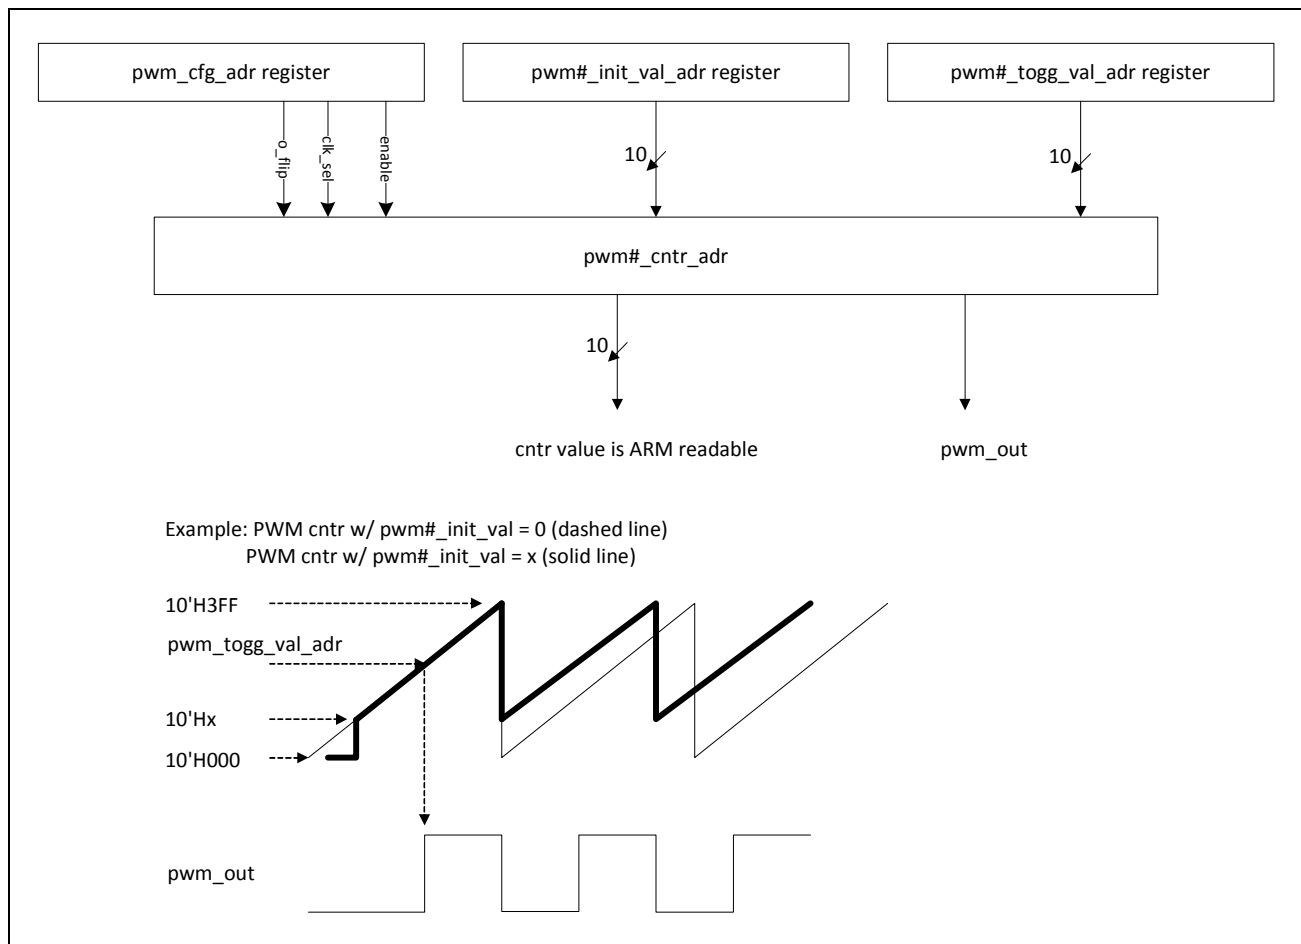 pwm_cfg_adr register
pwm#_init_val_adr register
pwm#_togg_val_adr register
o_flip
clk_sel
enable
10
10
pwm#_cntr_adr
10
cntr value is ARM readable
pwm_out
Example: PWM cntr w/ pwm#_init_val = 0 (dashed line)
PWM cntr w/ pwm#_init_val = x (solid line)
10'H3FF
pwm_togg_val_adr
10'Hx
10'H000
pwm_out